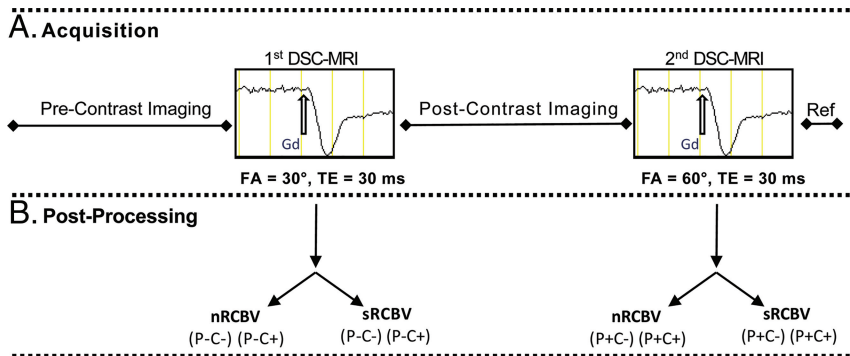 A. Acquisition
1st DSC-MRI
2nd DSC-MRI
Pre-Contrast Imaging
Post-Contrast Imaging
Ref
Gd
Gd
FA = 30°, TE = 30 ms
FA = 60°, TE = 30 ms
B. Post-Processing
nRCBV
sRCBV
nRCBV
sRCBV
(P-C-) (P-C+)
(P-C-) (P-C+)
(P+C-) (P+C+)
(P+C-) (P+C+)